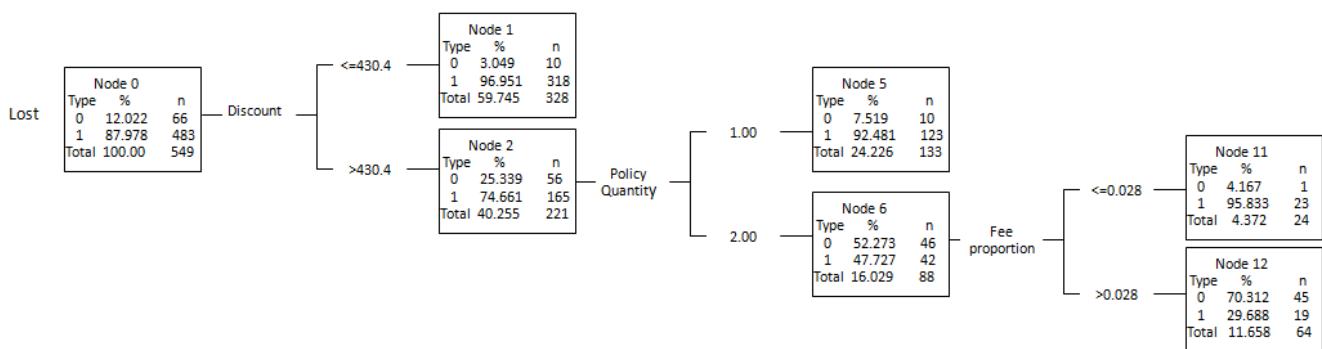 Lost
Node 0
Type % n
0 12.022 66
1 87.978 483
Total 100.00 549
Discount
<=430.4
Node 1
Type % n
0 3.049 10
1 96.951 318
Total 59.745 328
>430.4
Node 2
Type % n
0 25.339 56
1 74.661 165
Total 40.255 221
Policy
Quantity
1.00
Node 5
Type % n
0 7.519 10
1 92.481 123
Total 24.226 133
2.00
Node 6
Type % n
0 52.273 46
1 47.727 42
Total 16.029 88
Fee
proportion
<=0.028
Node 11
Type % n
0 4.167 1
1 95.833 23
Total 4.372 24
>0.028
Node 12
Type % n
0 70.312 45
1 29.688 19
Total 11.658 64